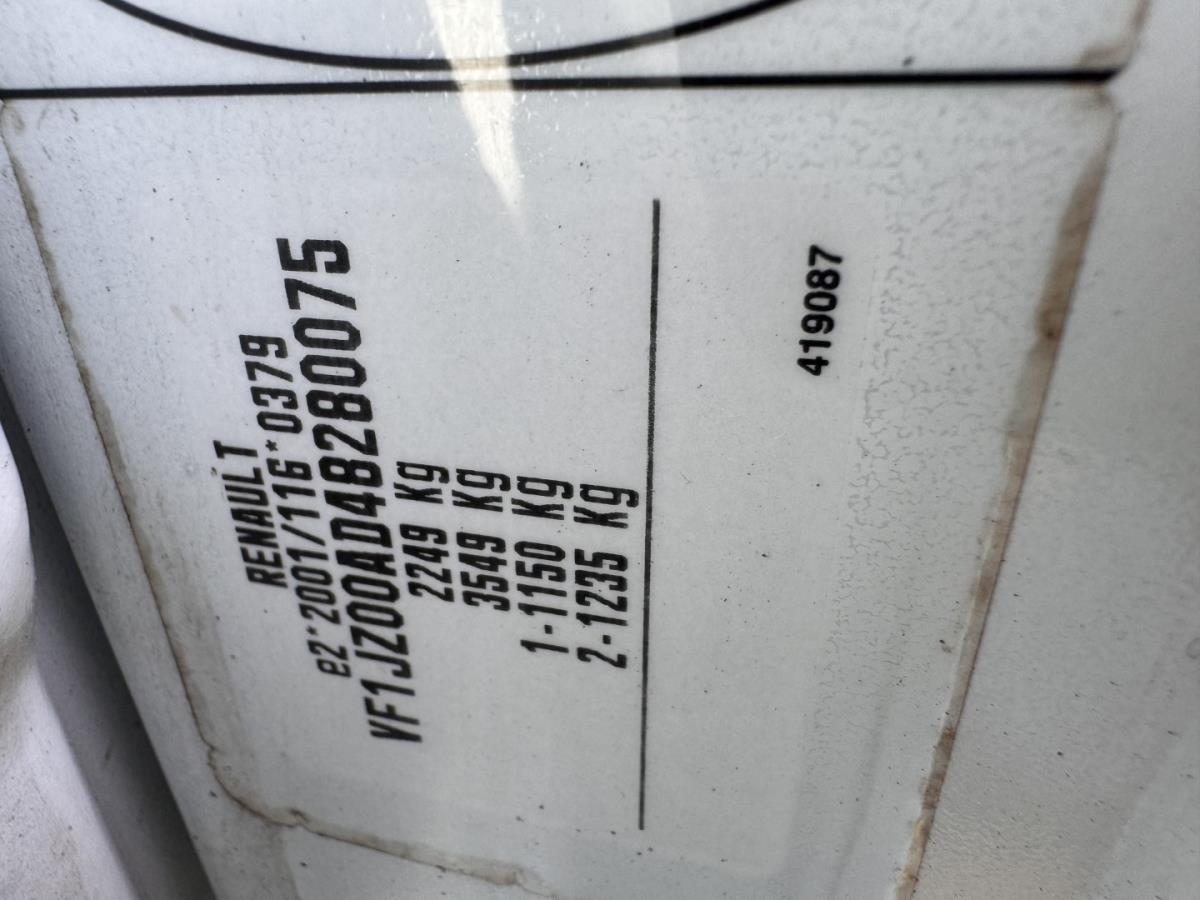 RENAULT
e2*2001/116*0379
VF1JZ00AD48280075
2249 Kg
3549 Kg
1-1150 Kg
2-1235 Kg
419087